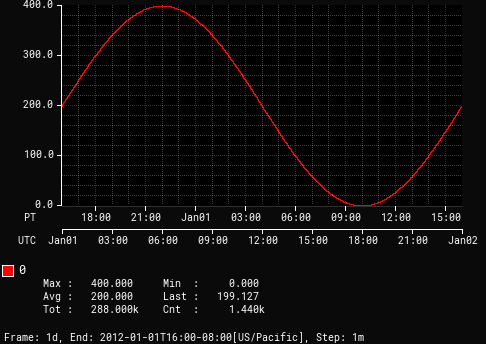 400.0
300.0
200.0
100.0
0.0
PT 18:00 21:00 Jan01 03:00 06:00 09:00 12:00 15:00
UTC Jan01 03:00 06:00 09:00 12:00 15:00 18:00 21:00 Jan02
0
Max : 400.000 Min : 0.000
Avg : 200.000 Last : 199.127
Tot : 288.000k Cnt : 1.440k
Frame: 1d, End: 2012-01-01T16:00-08:00[US/Pacific], Step: 1m